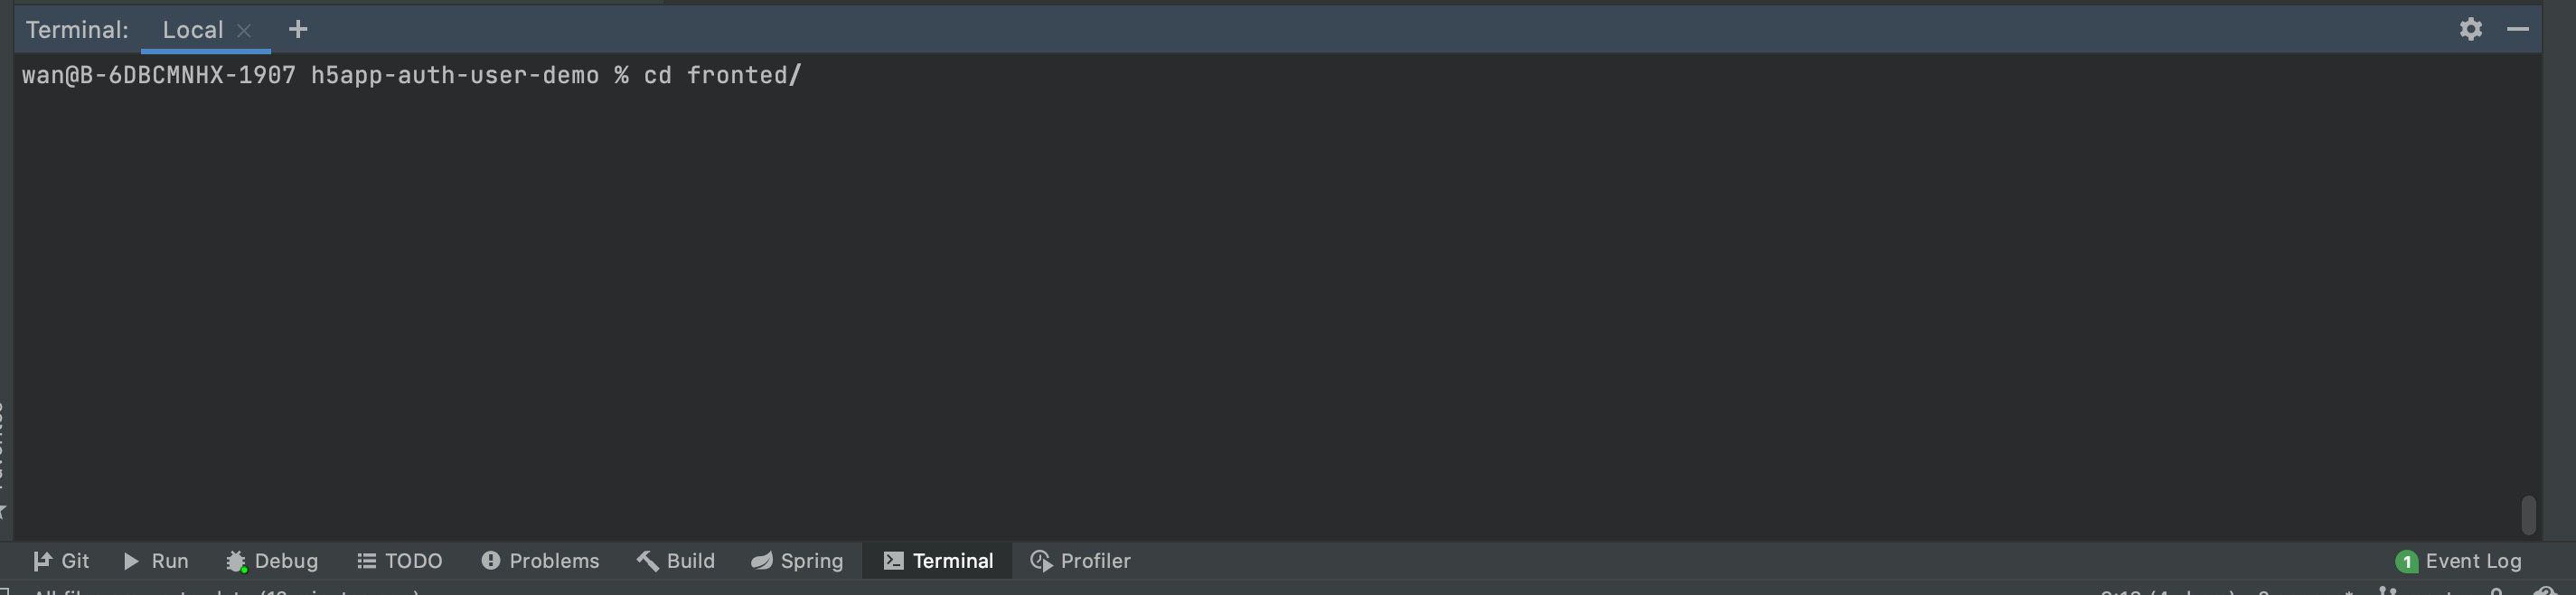 Terminal: Local × +
wan@B-6DBCMNHX-1907 h5app-auth-user-demo % cd fronted/
Git Run Debug TODO Problems Build Spring Terminal Profiler 1 Event Log